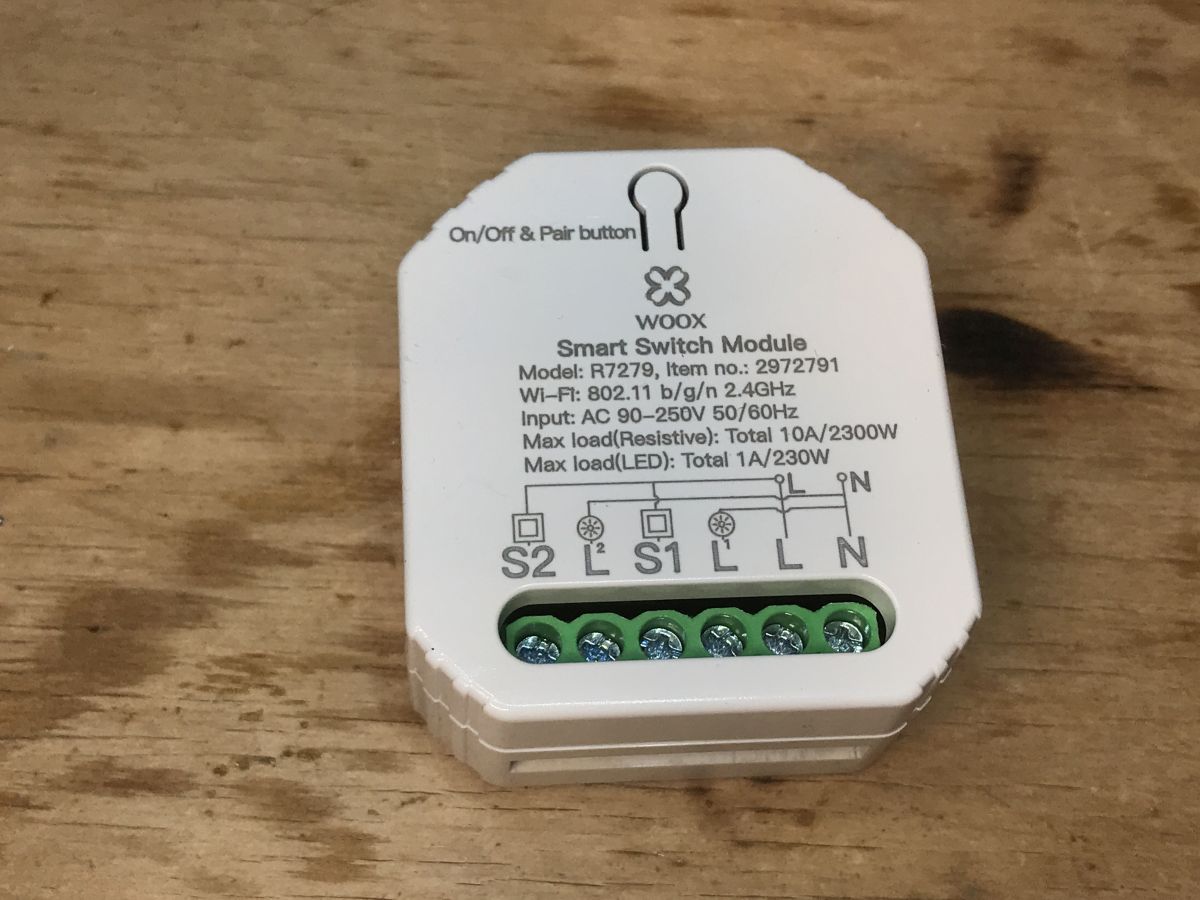 On/Off & Pair button
WOOX
Smart Switch Module
Model: R7279, Item no.: 2972791
Wi-Fi: 802.11 b/g/n 2.4GHz
Input: AC 90-250V 50/60Hz
Max load(Resistive): Total 10A/2300W
Max load(LED): Total 1A/230W
L N
S2 L2 S1 L1 L N